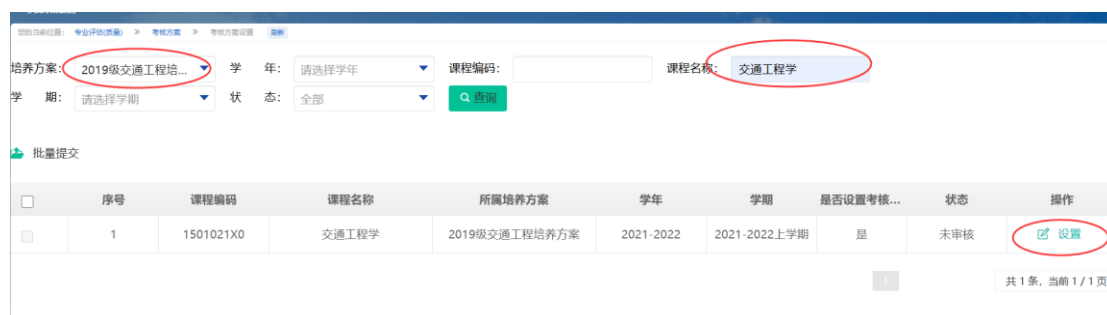 您的当前位置: 专业评估(质量) » 考核方案 » 考核方案设置 刷新
培养方案: 2019级交通工程培... 学 年: 请选择学年 课程编码: 课程名称: 交通工程学
学 期: 请选择学期 状 态: 全部 查询
批量提交
序号 课程编码 课程名称 所属培养方案 学年 学期 是否设置考核... 状态 操作
1 1501021X0 交通工程学 2019级交通工程培养方案 2021-2022 2021-2022上学期 是 未审核 设置
1 共 1 条, 当前 1 / 1 页